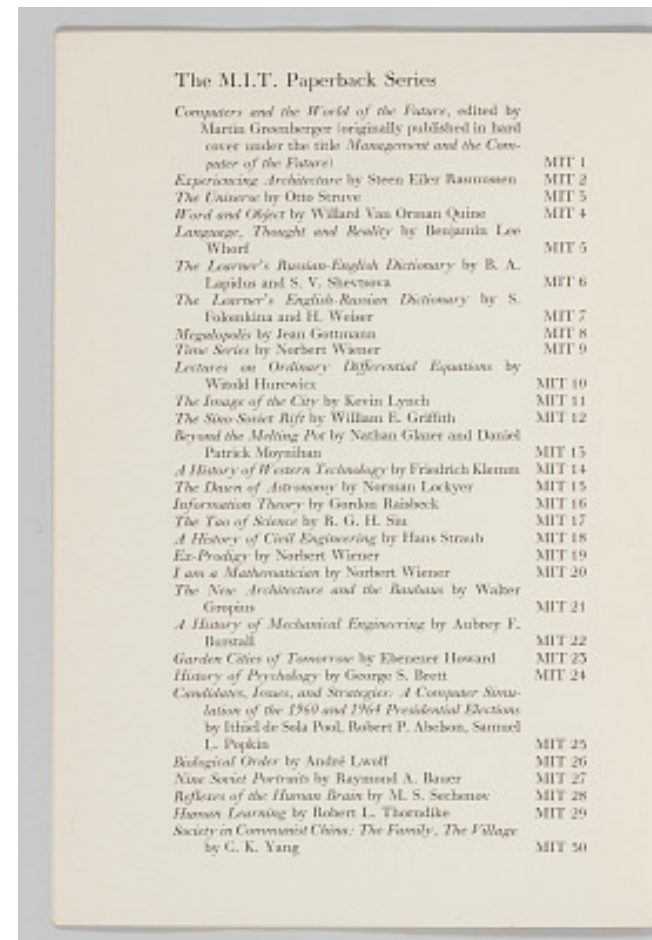 The M.I.T. Paperback Series
Computers and the World of the Future, edited by
Martin Greenberger (originally published in hard
cover under the title Management and the Com-
puter of the Future) MIT 1
Experiencing Architecture by Steen Eiler Rasmussen MIT 2
The Universe by Otto Struve MIT 3
Word and Object by Willard Van Orman Quine MIT 4
Language, Thought and Reality by Benjamin Lee
Whorf MIT 5
The Learner's Russian-English Dictionary by B. A.
Lapidus and S. V. Shevtsova MIT 6
The Learner's English-Russian Dictionary by S.
Folomkina and H. Weiser MIT 7
Megalopolis by Jean Gottmann MIT 8
Time Series by Norbert Wiener MIT 9
Lectures on Ordinary Differential Equations by
Witold Hurewicz MIT 10
The Image of the City by Kevin Lynch MIT 11
The Sino-Soviet Rift by William E. Griffith MIT 12
Beyond the Melting Pot by Nathan Glazer and Daniel
Patrick Moynihan MIT 13
A History of Western Technology by Friedrich Klemm MIT 14
The Dawn of Astronomy by Norman Lockyer MIT 15
Information Theory by Gordon Raisbeck MIT 16
The Tao of Science by R. G. H. Siu MIT 17
A History of Civil Engineering by Hans Straub MIT 18
Ex-Prodigy by Norbert Wiener MIT 19
I am a Mathematician by Norbert Wiener MIT 20
The New Architecture and the Bauhaus by Walter
Gropius MIT 21
A History of Mechanical Engineering by Aubrey F.
Burstall MIT 22
Garden Cities of Tomorrow by Ebenezer Howard MIT 23
History of Psychology by George S. Brett MIT 24
Candidates, Issues, and Strategies: A Computer Simu-
lation of the 1960 and 1964 Presidential Elections
by Ithiel de Sola Pool, Robert P. Abelson, Samuel
L. Popkin MIT 25
Biological Order by André Lwoff MIT 26
Nine Soviet Portraits by Raymond A. Bauer MIT 27
Reflexes of the Human Brain by M. S. Sechenov MIT 28
Human Learning by Robert L. Thorndike MIT 29
Society in Communist China: The Family, The Village
by C. K. Yang MIT 30